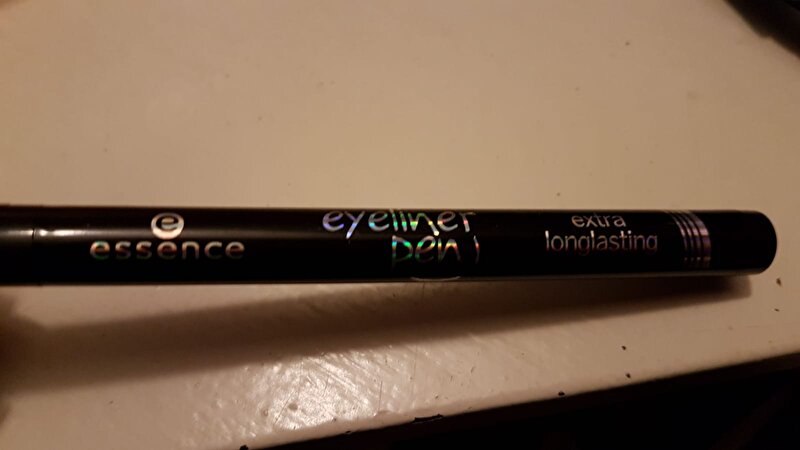 e
essence
eyeliner
pen
extra
longlasting